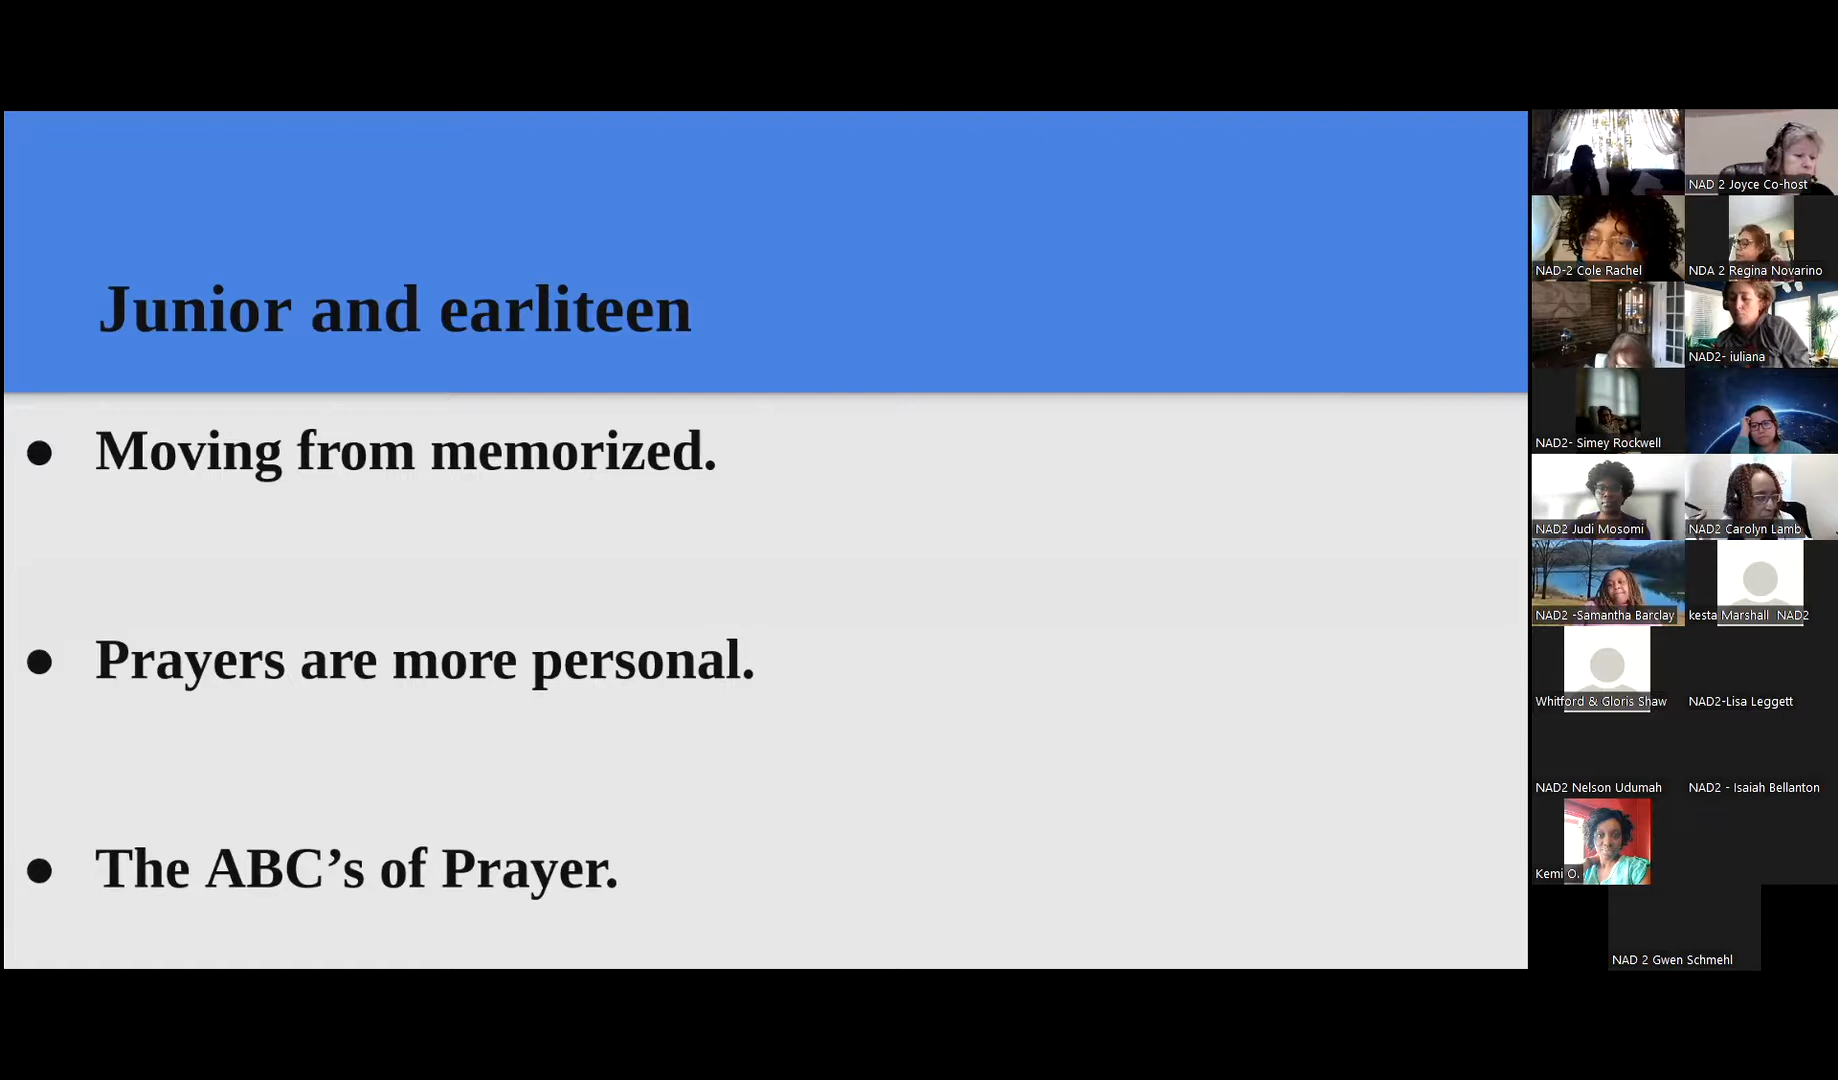 Junior and earliteen
● Moving from memorized.
● Prayers are more personal.
● The ABC’s of Prayer.
NAD 2 Joyce Co-host
NAD-2 Cole Rachel
NDA 2 Regina Novarino
NAD2- iuliana
NAD2- Simey Rockwell
NAD2 Judi Mosomi
NAD2 Carolyn Lamb
NAD2 -Samantha Barclay
kesta Marshall NAD2
Whitford & Gloris Shaw
NAD2-Lisa Leggett
NAD2 Nelson Udumah
NAD2 - Isaiah Bellanton
Kemi O.
NAD 2 Gwen Schmehl